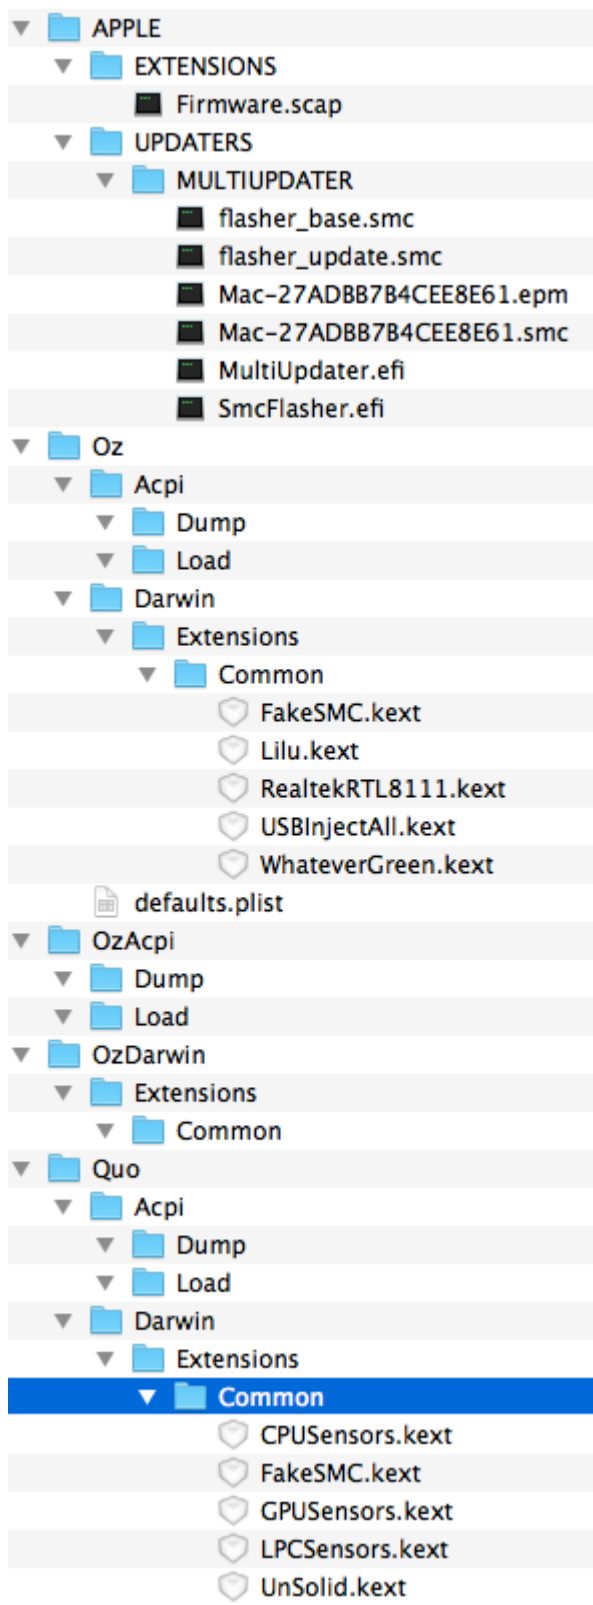 APPLE
EXTENSIONS
Firmware.scap
UPDATERS
MULTIUPDATER
flasher_base.smc
flasher_update.smc
Mac-27ADBB7B4CEE8E61.epm
Mac-27ADBB7B4CEE8E61.smc
MultiUpdater.efi
SmcFlasher.efi
Oz
Acpi
Dump
Load
Darwin
Extensions
Common
FakeSMC.kext
Lilu.kext
RealtekRTL8111.kext
USBInjectAll.kext
WhateverGreen.kext
defaults.plist
OzAcpi
Dump
Load
OzDarwin
Extensions
Common
Quo
Acpi
Dump
Load
Darwin
Extensions
Common
CPUSensors.kext
FakeSMC.kext
GPUSensors.kext
LPCSensors.kext
UnSolid.kext